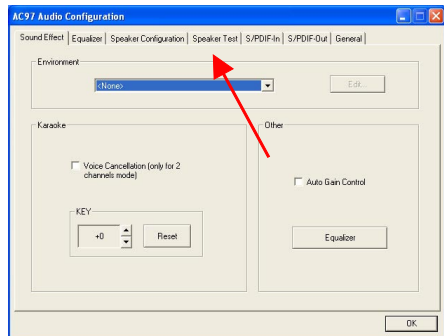 AC97 Audio Configuration
Sound Effect Equalizer Speaker Configuration Speaker Test S/PDIF-In S/PDIF-Out General
Environment
<None>
Edit...
Karaoke
Other
Voice Cancellation (only for 2
channels mode)
Auto Gain Control
KEY
+0
Reset
Equalizer
OK